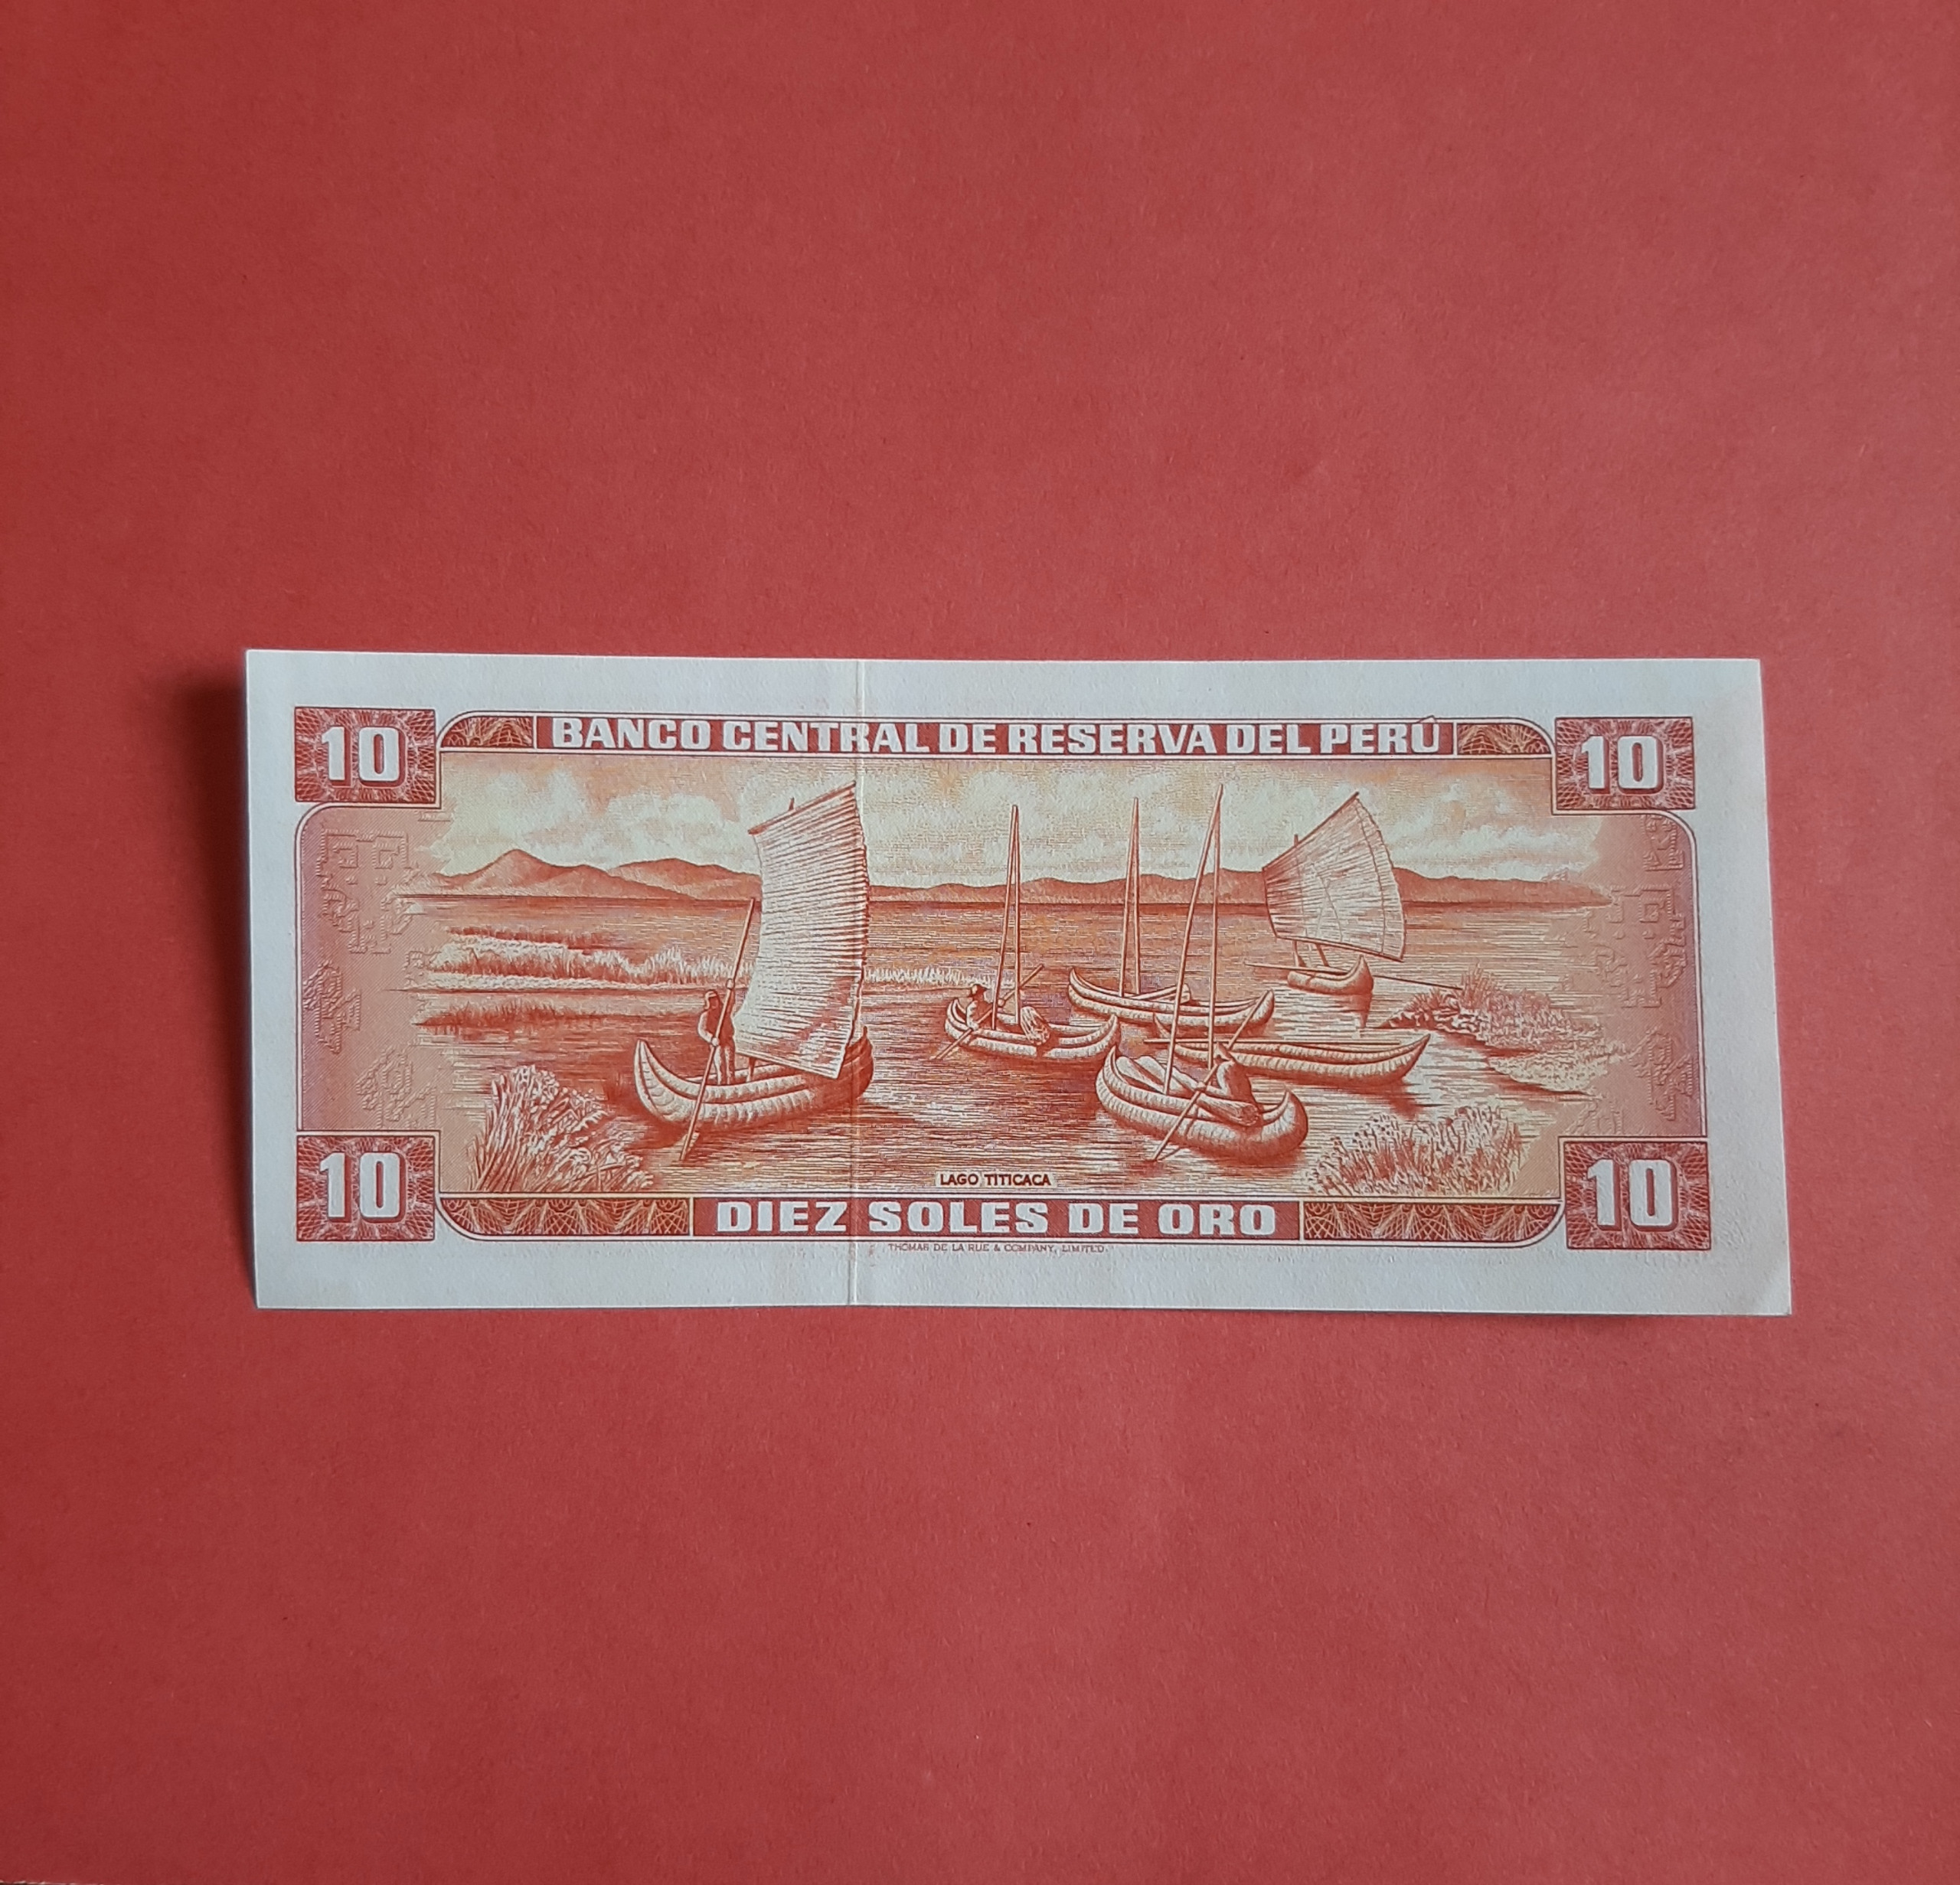 10 BANCO CENTRAL DE RESERVA DEL PERÚ 10
LAGO TITICACA
10 DIEZ SOLES DE ORO 10
THOMAS DE LA RUE & COMPANY, LIMITED.